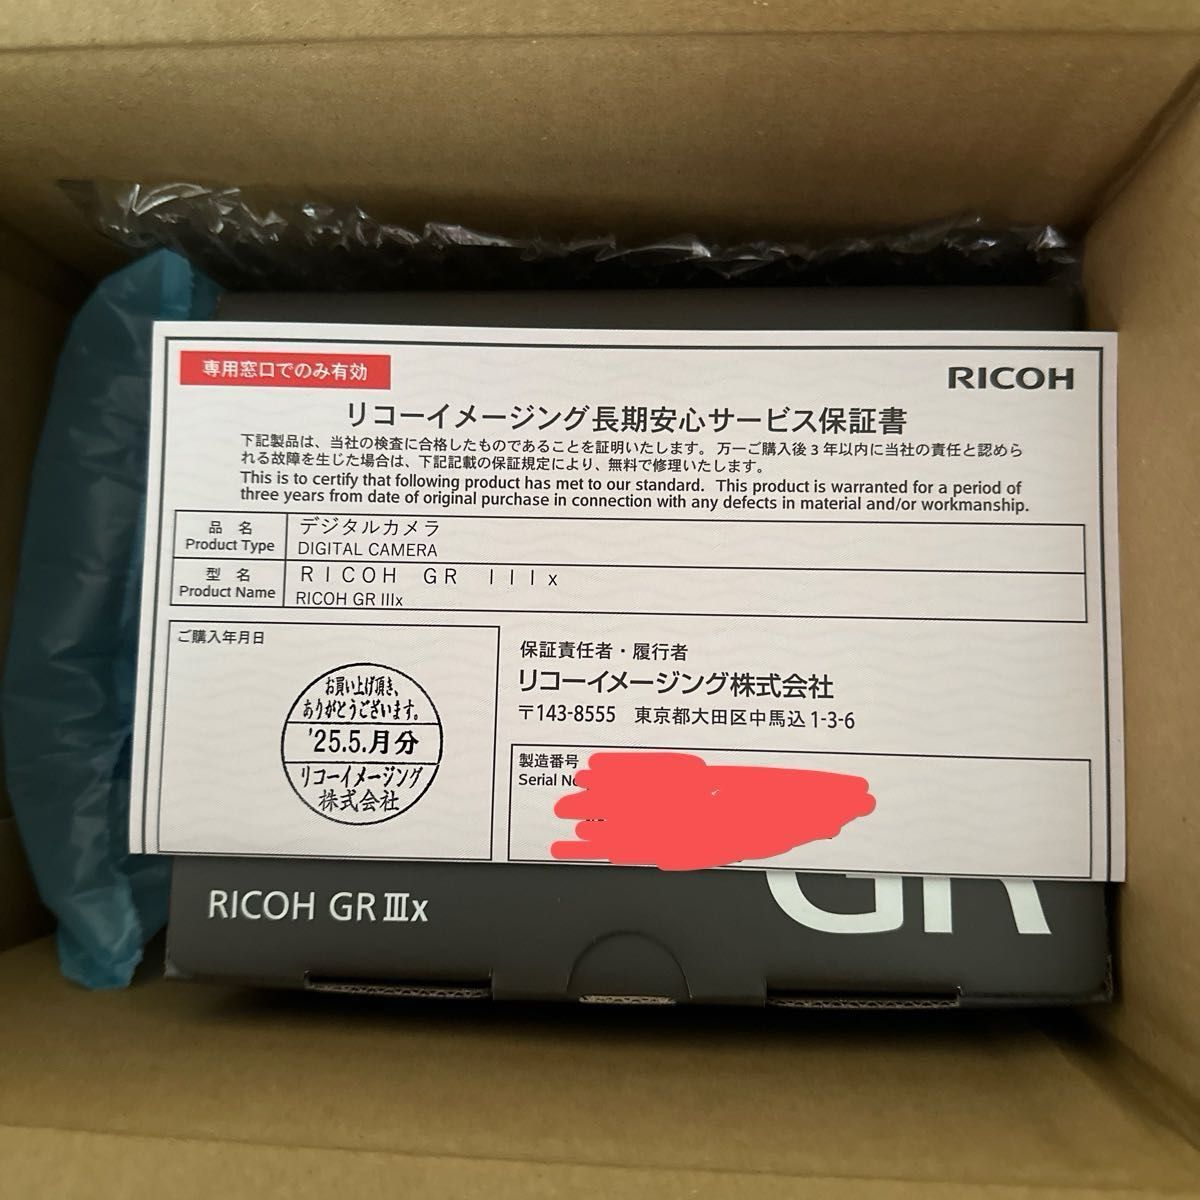 専用窓口でのみ有効
RICOH
リコーイメージング長期安心サービス保証書
下記製品は、当社の検査に合格したものであることを証明いたします。万一ご購入後3年以内に当社の責任と認めら
れる故障を生じた場合は、下記記載の保証規定により、無料で修理いたします。
This is to certify that following product has met to our standard. This product is warranted for a period of
three years from date of original purchase in connection with any defects in material and/or workmanship.
品 名
Product Type
デジタルカメラ
DIGITAL CAMERA
型 名
Product Name
RICOH GR IIIx
RICOH GR IIIx
ご購入年月日
お買い上げ頂き、
ありがとうございます。
'25.5.月分
リコーイメージング
株式会社
保証責任者・履行者
リコーイメージング株式会社
〒143-8555 東京都大田区中馬込1-3-6
製造番号
Serial No
RICOH GR IIIx
GR